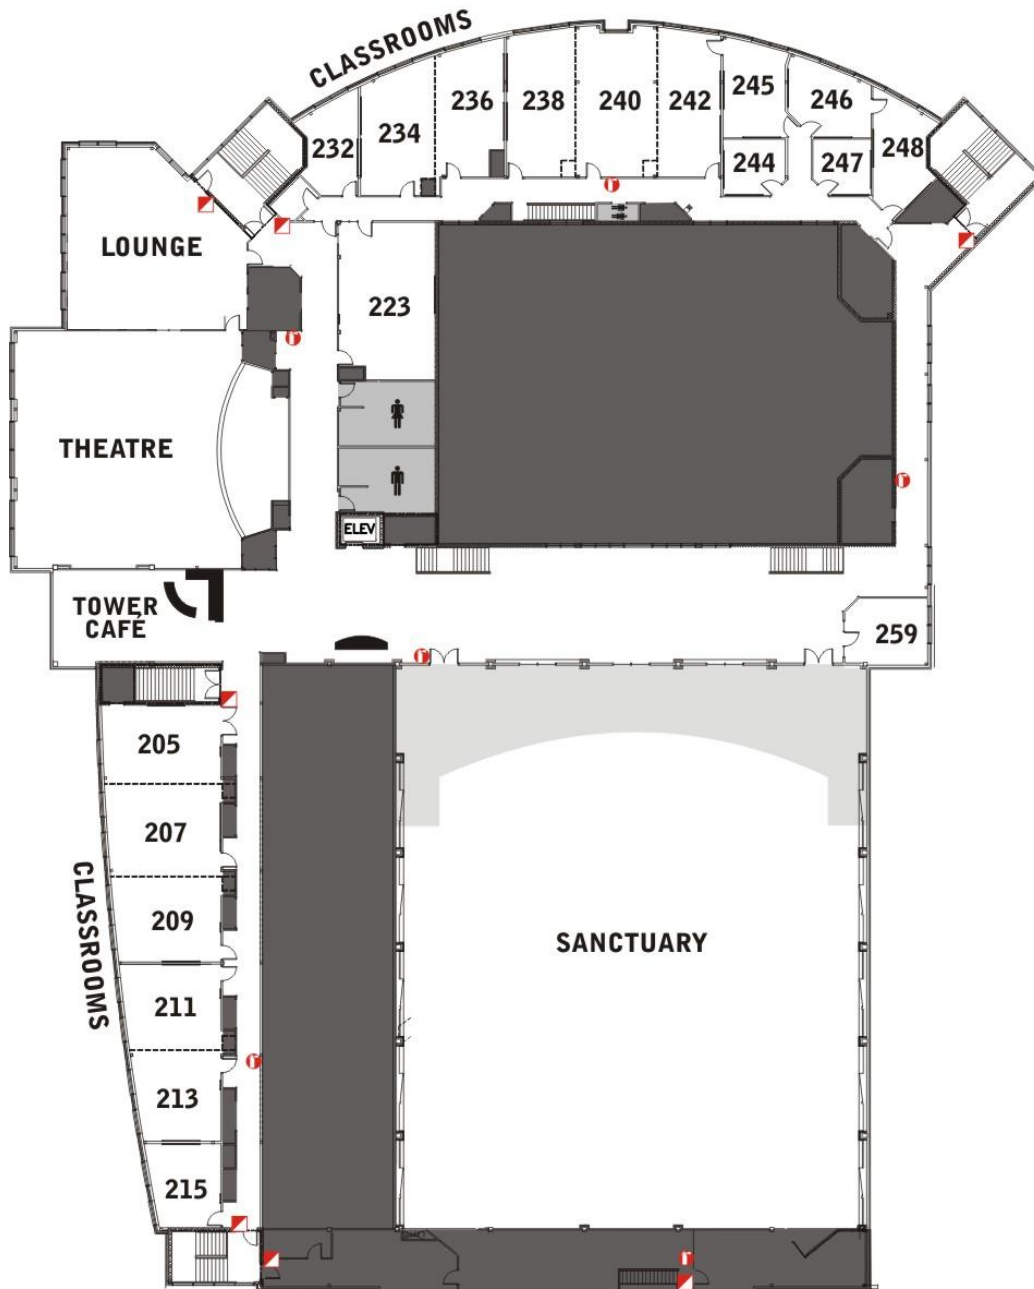 CLASSROOMS
232
234
236
238
240
242
245
246
244
247
248
LOUNGE
223
THEATRE
ELEV
TOWER
CAFÉ
259
205
207
209
211
213
215
CLASSROOMS
SANCTUARY